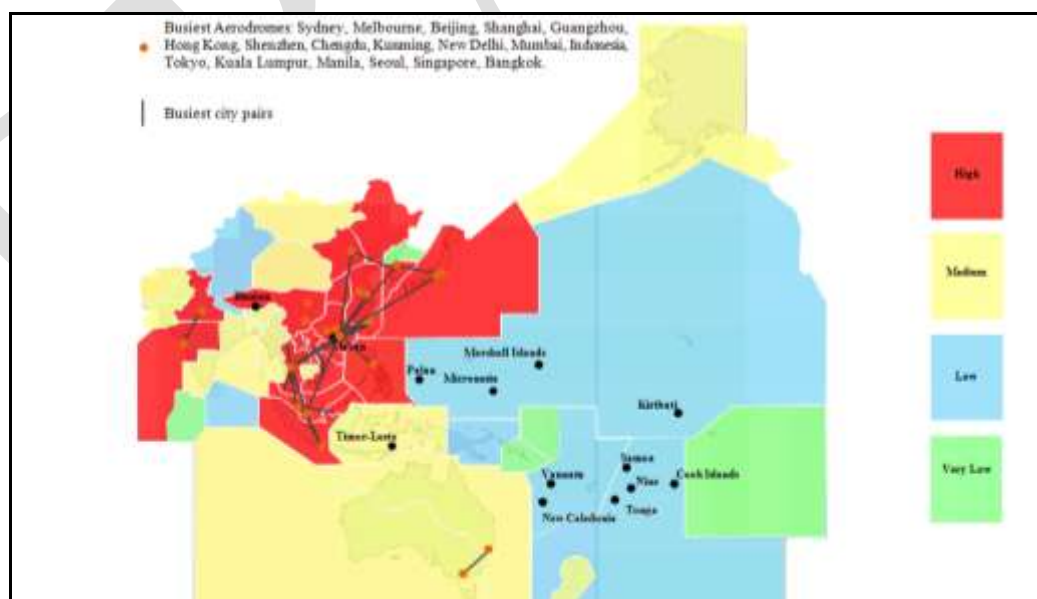 Busiest Aerodromes: Sydney, Melbourne, Beijing, Shanghai, Guangzhou,
Hong Kong, Shenzhen, Chengdu, Kunming, New Delhi, Mumbai, Indonesia,
Tokyo, Kuala Lumpur, Manila, Seoul, Singapore, Bangkok.
Busiest city pairs
High
Medium
Low
Very Low
Marshall Islands
Micronesia
Kiribati
Timor-Leste
Samoa
Niue
Cook Islands
Vanuatu
Tonga
New Caledonia